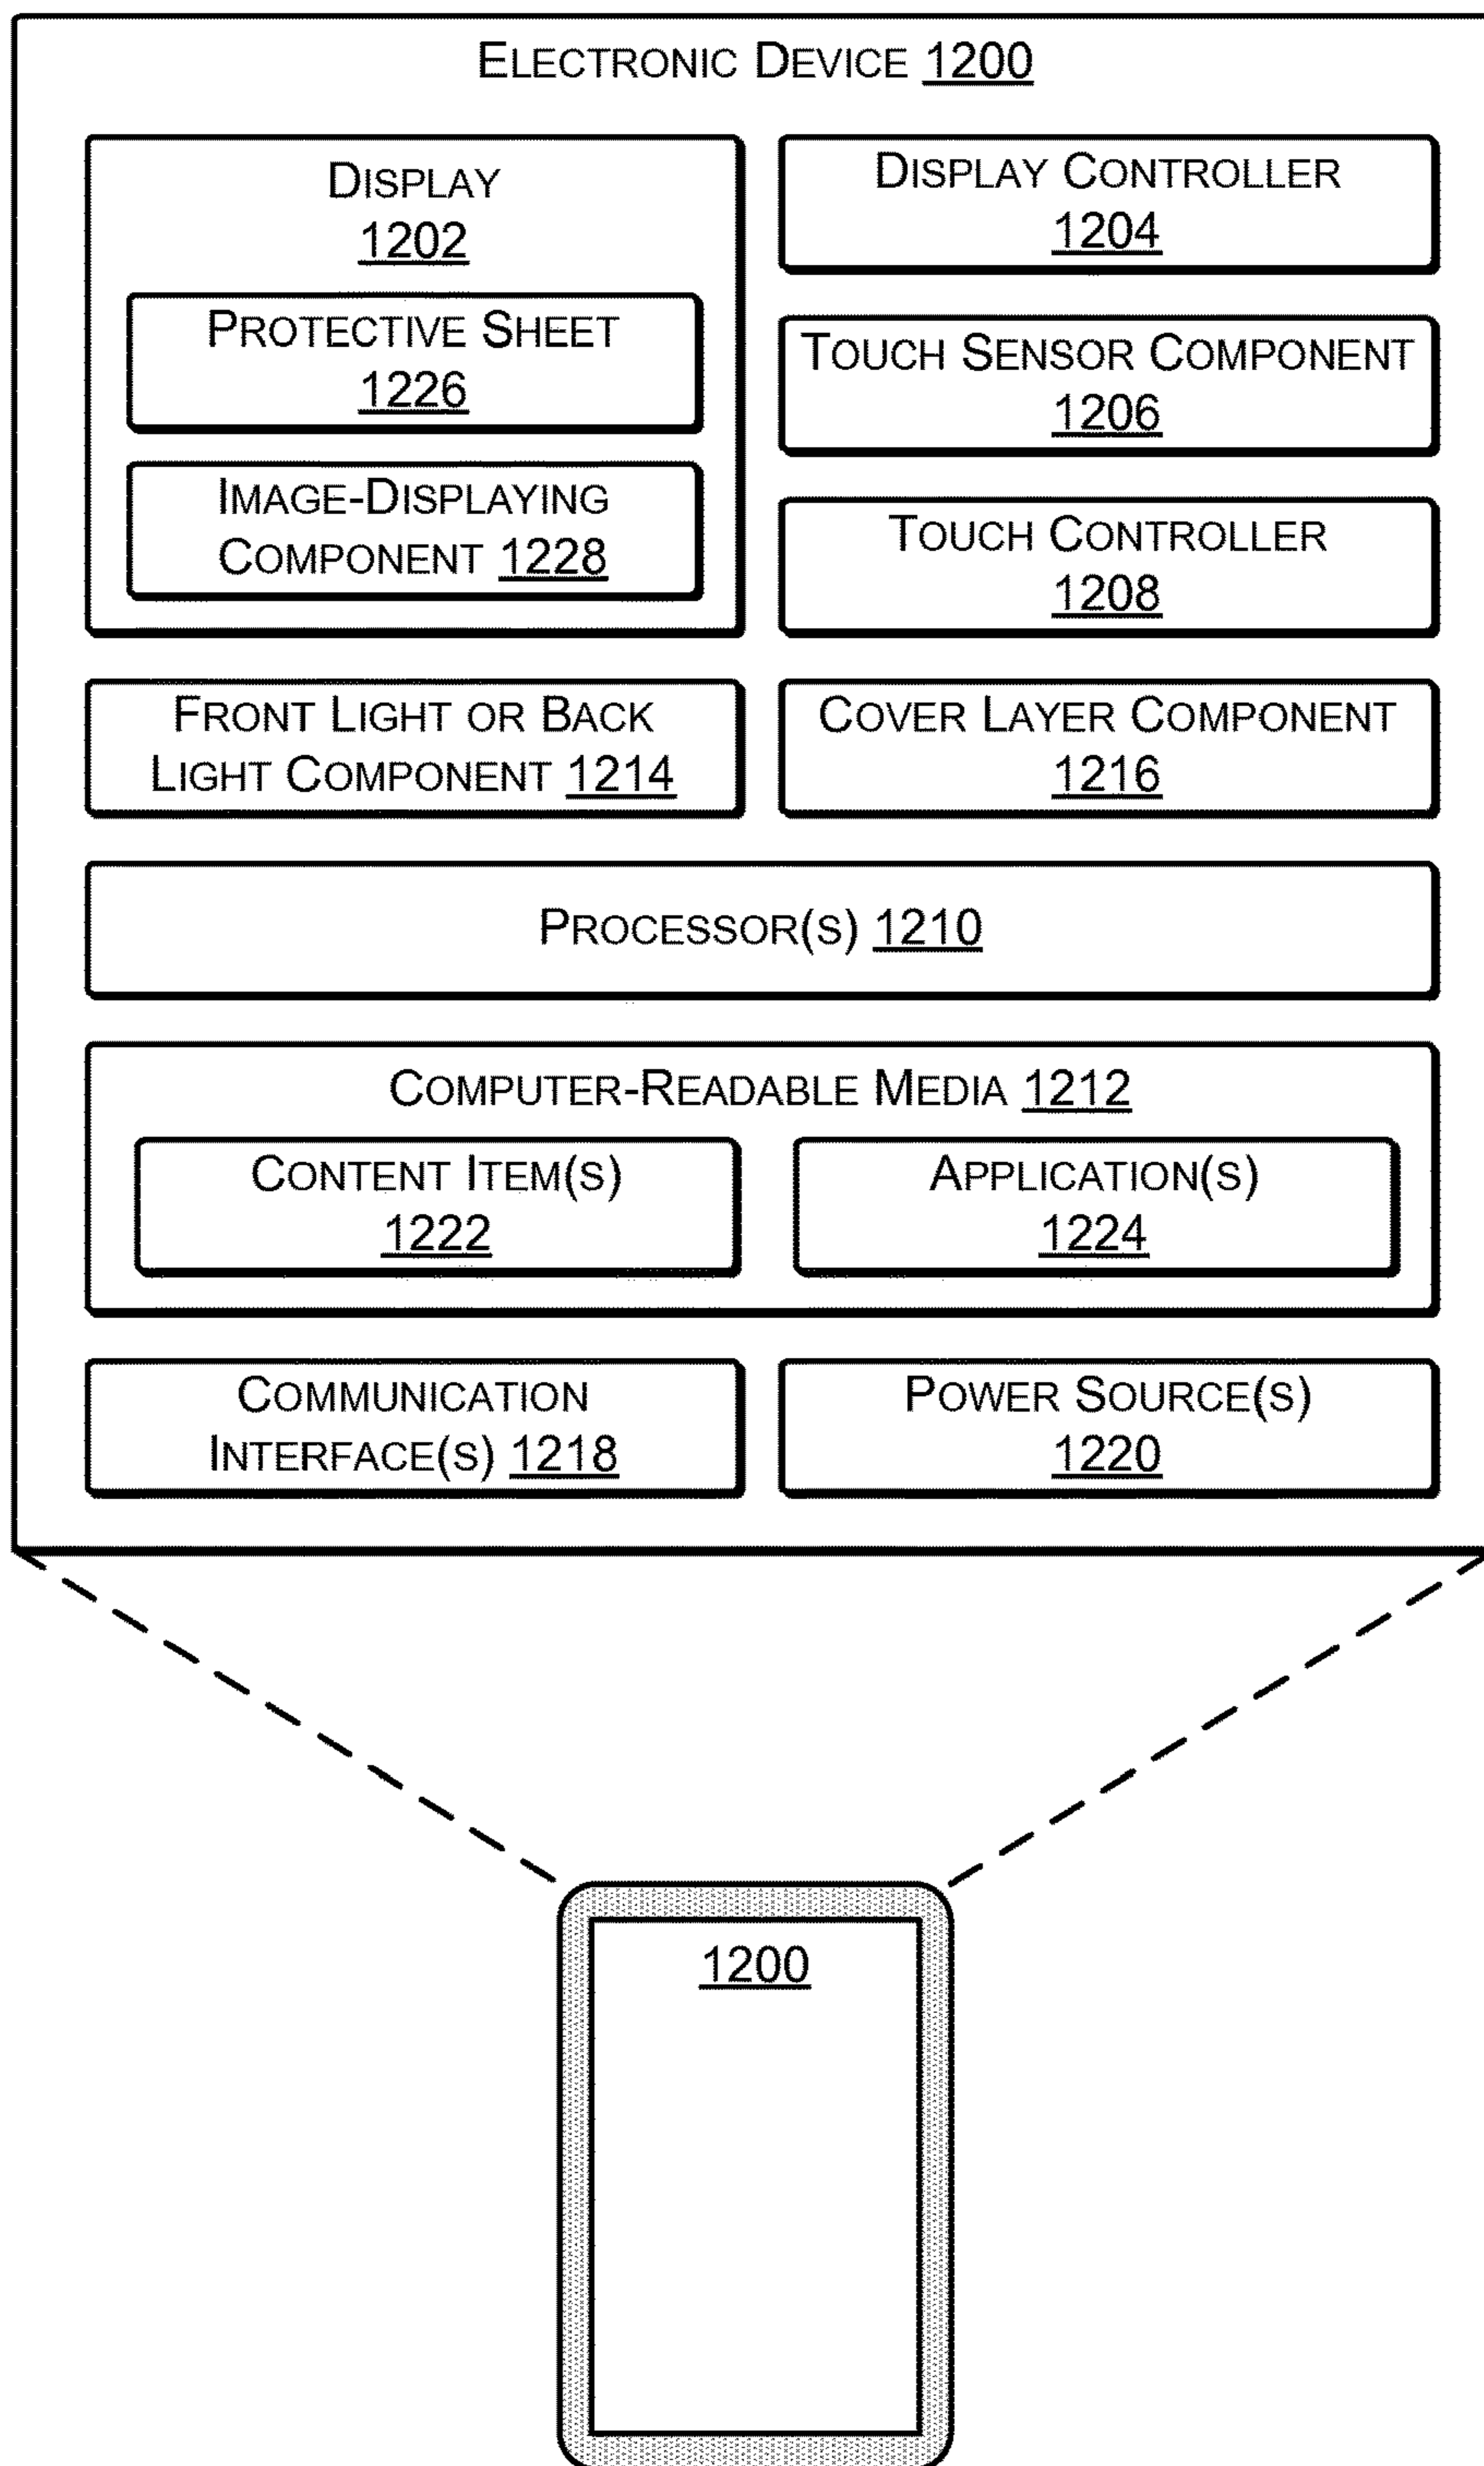 ELECTRONIC DEVICE 1200
DISPLAY
1202
PROTECTIVE SHEET
1226
IMAGE-DISPLAYING
COMPONENT 1228
DISPLAY CONTROLLER
1204
TOUCH SENSOR COMPONENT
1206
TOUCH CONTROLLER
1208
FRONT LIGHT OR BACK
LIGHT COMPONENT 1214
COVER LAYER COMPONENT
1216
PROCESSOR(S) 1210
COMPUTER-READABLE MEDIA 1212
CONTENT ITEM(S)
1222
APPLICATION(S)
1224
COMMUNICATION
INTERFACE(S) 1218
POWER SOURCE(S)
1220
1200